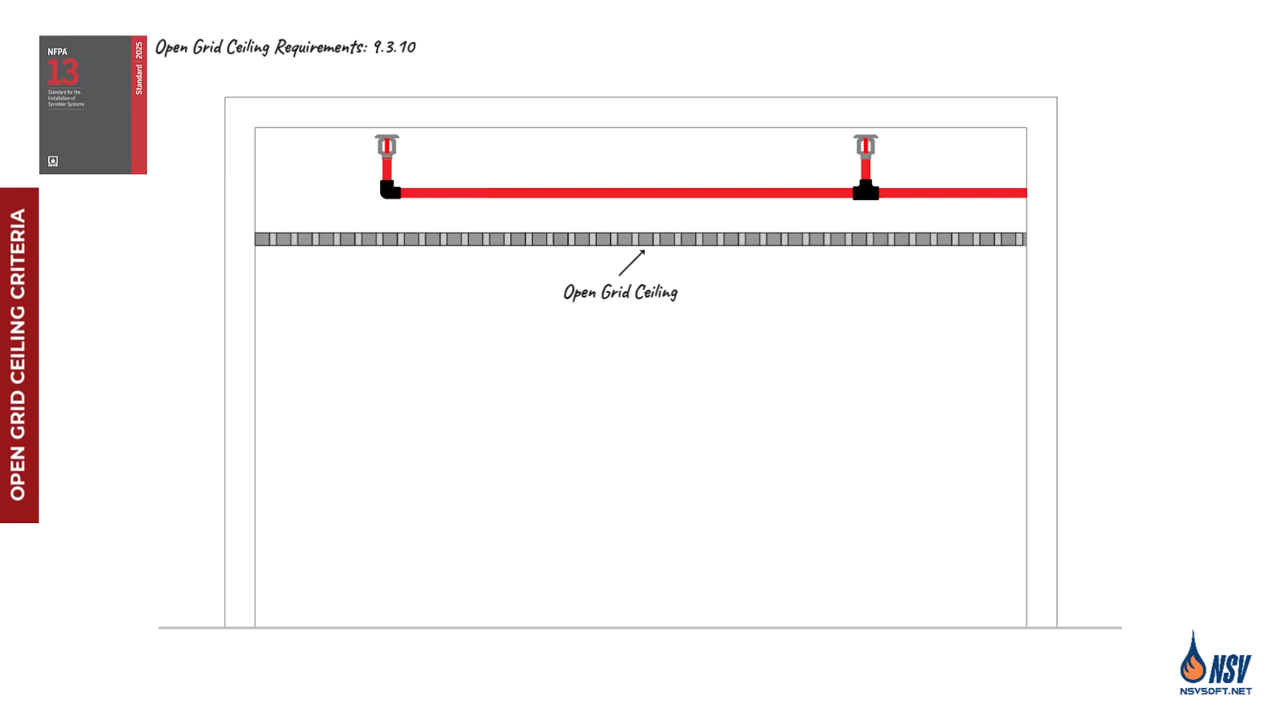 Open Grid Ceiling Requirements: 9.3.10
NFPA
13
Standard for the
Installation of
Sprinkler Systems
Standard | 2025
OPEN GRID CEILING CRITERIA
Open Grid Ceiling
NSV
NSVSOFT.NET